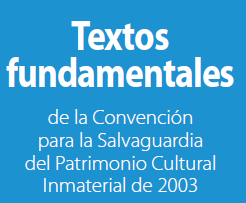 Textos
fundamentales
de la Convención
para la Salvaguardia
del Patrimonio Cultural
Inmaterial de 2003